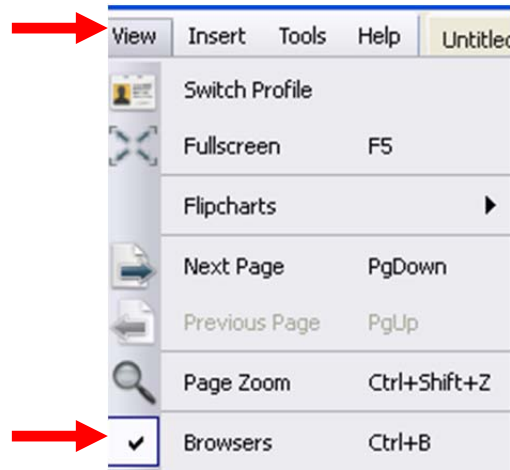 View Insert Tools Help Untitled
Switch Profile
Fullscreen F5
Flipcharts
Next Page PgDown
Previous Page PgUp
Page Zoom Ctrl+Shift+Z
Browsers Ctrl+B